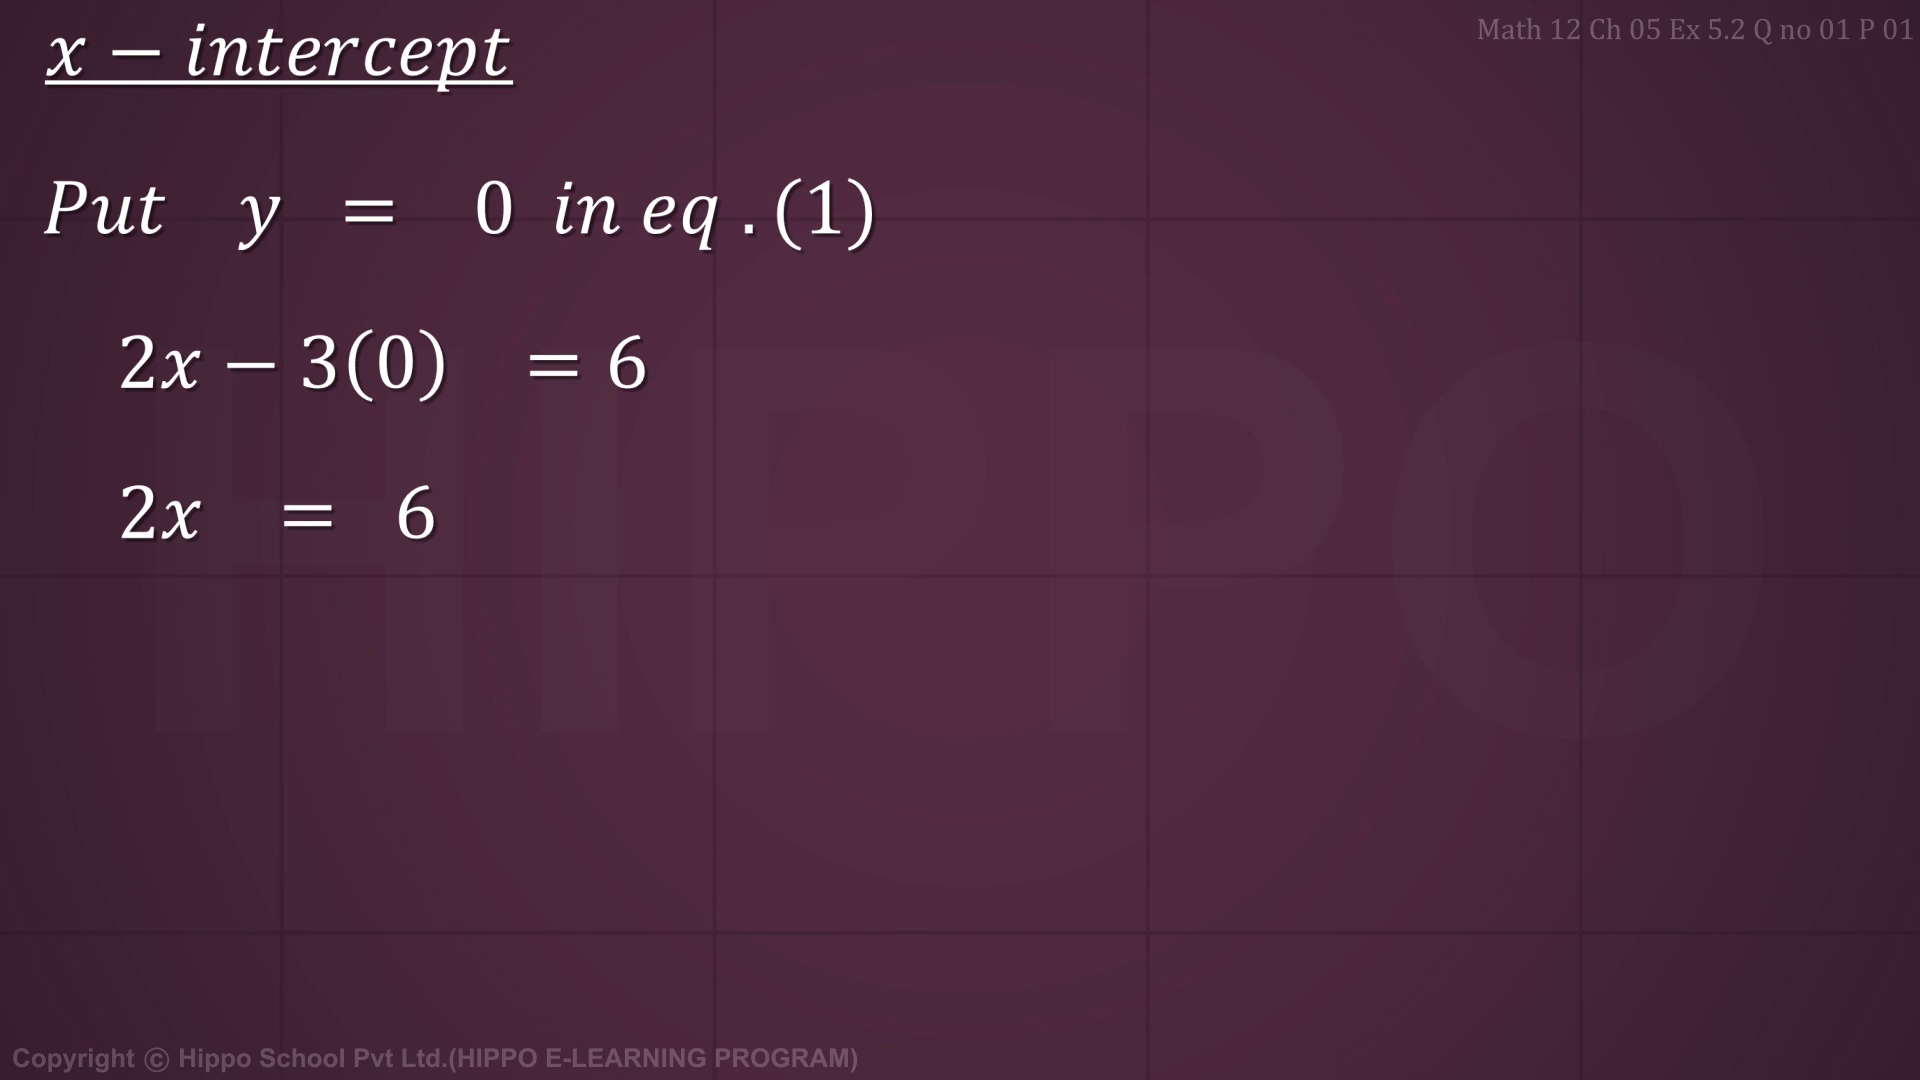 x − intercept
Math 12 Ch 05 Ex 5.2 Q no 01 P 01
Put y = 0 in eq . (1)
2x − 3(0) = 6
2x = 6
HIPPO
Copyright © Hippo School Pvt Ltd.(HIPPO E-LEARNING PROGRAM)